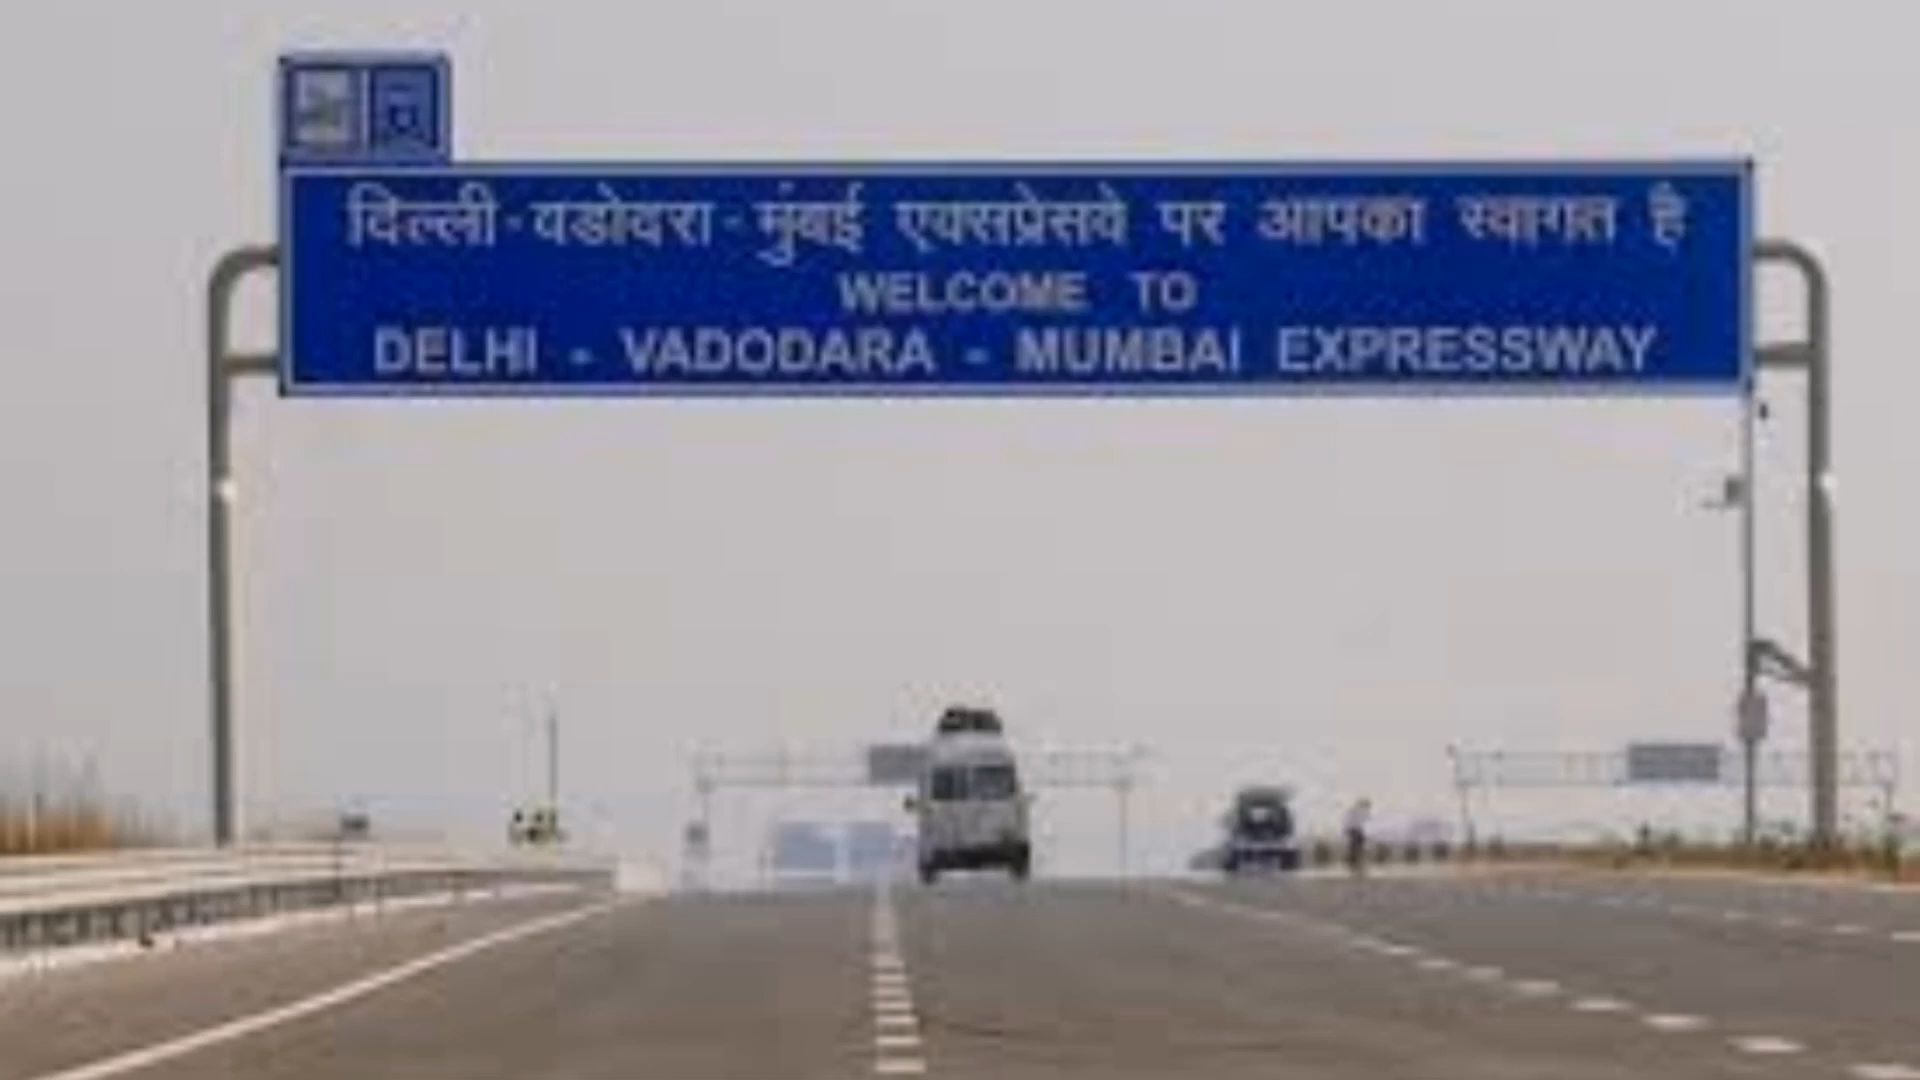 दिल्ली - वडोदरा - मुंबई एक्सप्रेसवे पर आपका स्वागत है
WELCOME TO
DELHI - VADODARA - MUMBAI EXPRESSWAY